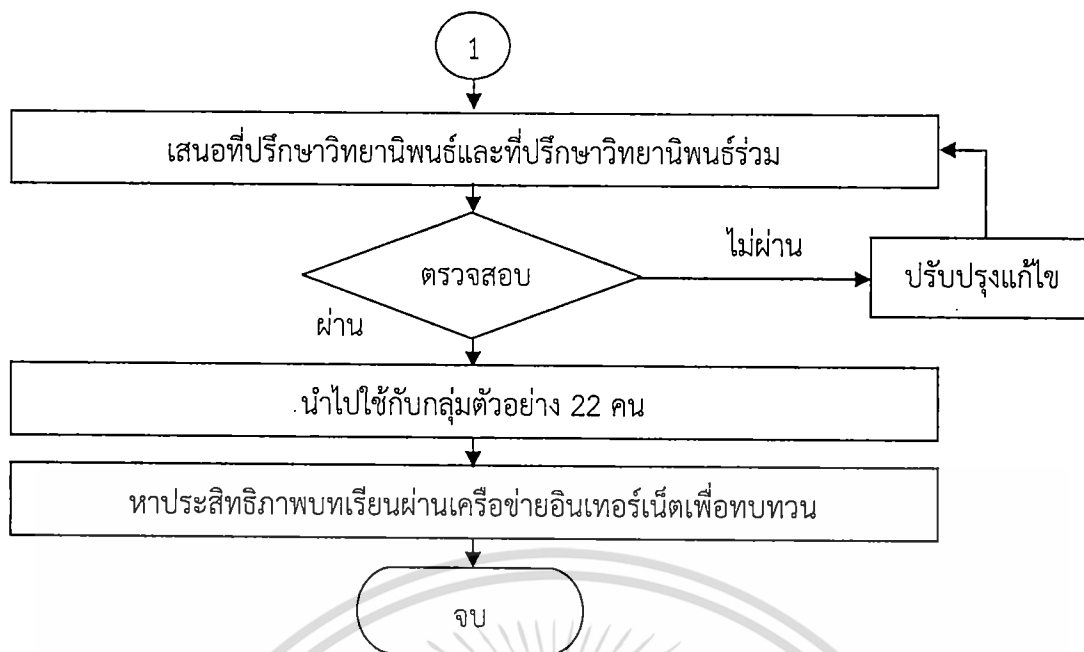 1
เสนอที่ปรึกษาวิทยานิพนธ์และที่ปรึกษาวิทยานิพนธ์ร่วม
ตรวจสอบ
ไม่ผ่าน
ปรับปรุงแก้ไข
ผ่าน
นำไปใช้กับกลุ่มตัวอย่าง 22 คน
หาประสิทธิภาพบทเรียนผ่านเครือข่ายอินเทอร์เน็ตเพื่อทบทวน
จบ